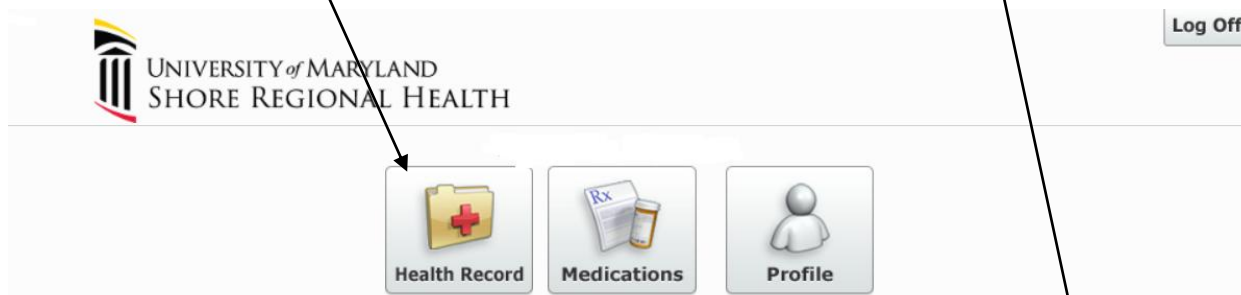 Log Off
UNIVERSITY of MARYLAND
SHORE REGIONAL HEALTH
Rx
Health Record
Medications
Profile